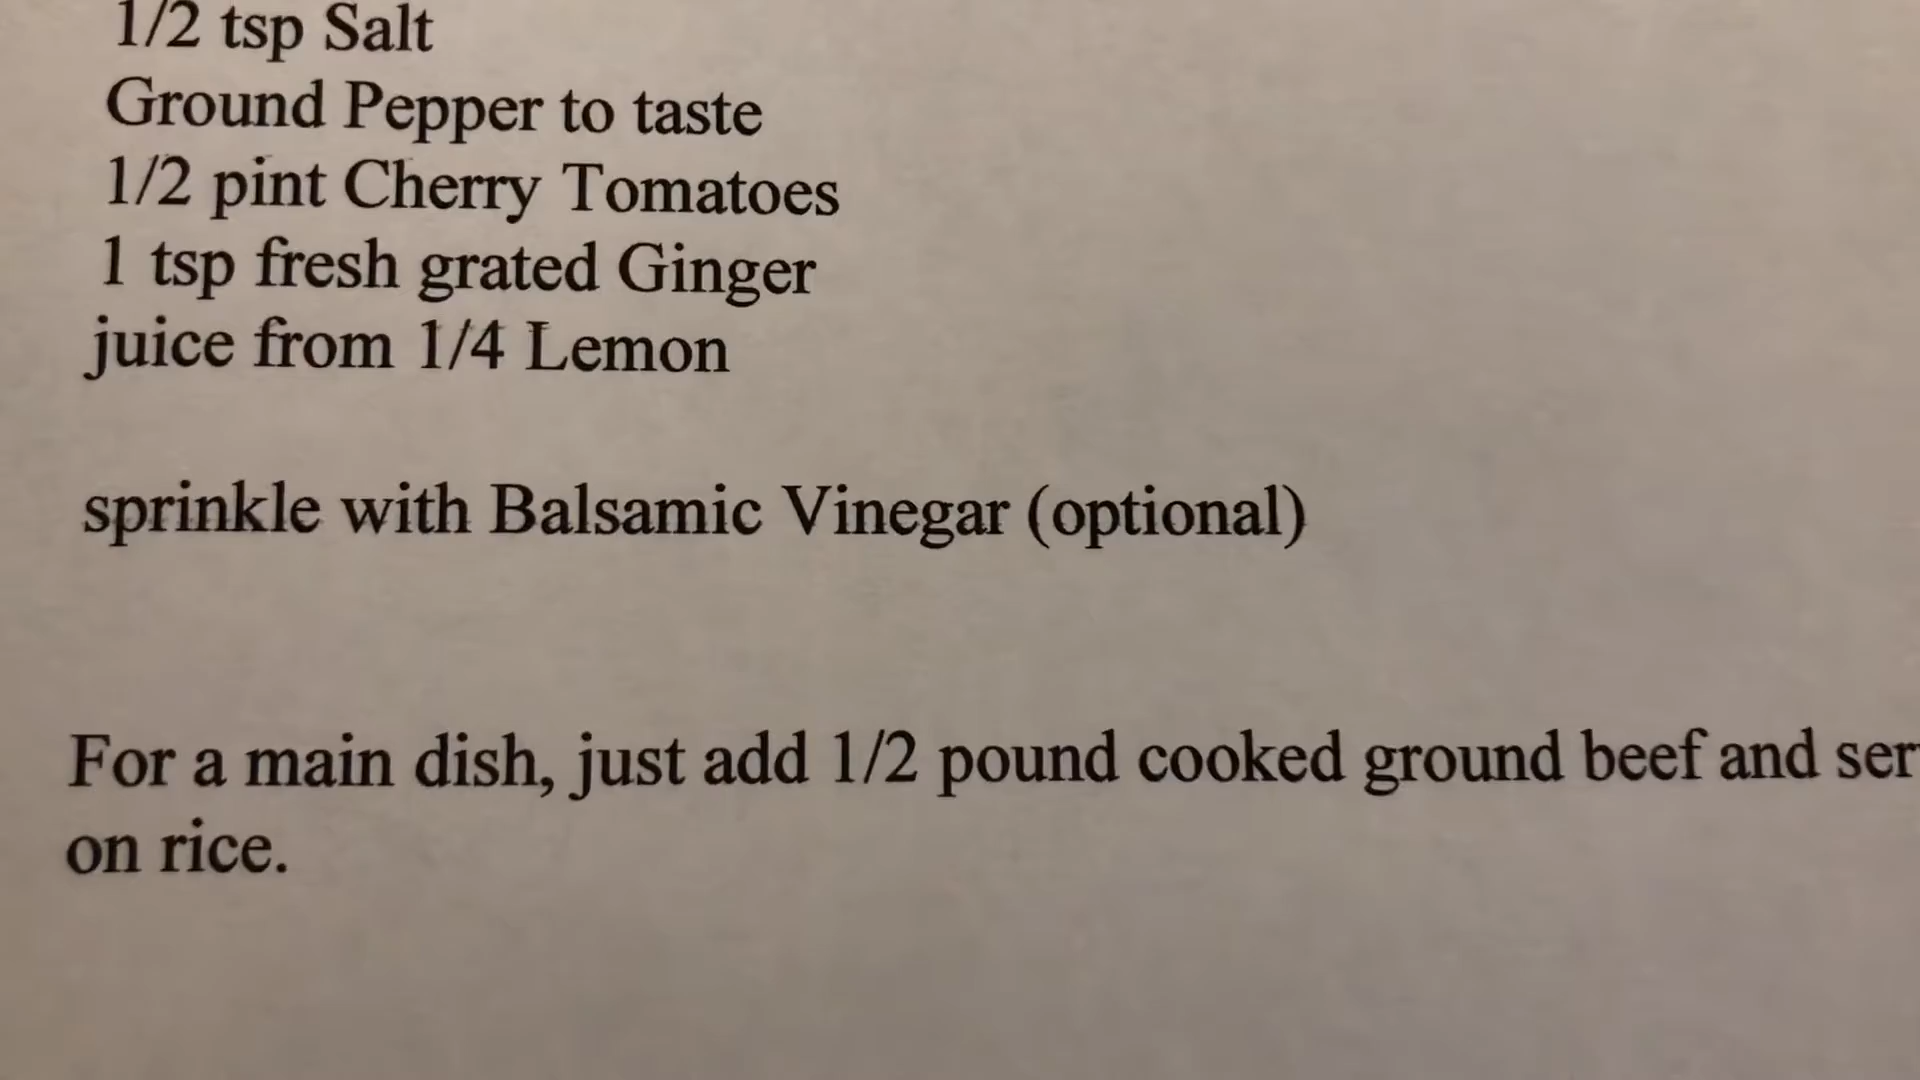 1/2 tsp Salt
Ground Pepper to taste
1/2 pint Cherry Tomatoes
1 tsp fresh grated Ginger
juice from 1/4 Lemon
sprinkle with Balsamic Vinegar (optional)
For a main dish, just add 1/2 pound cooked ground beef and
on rice.